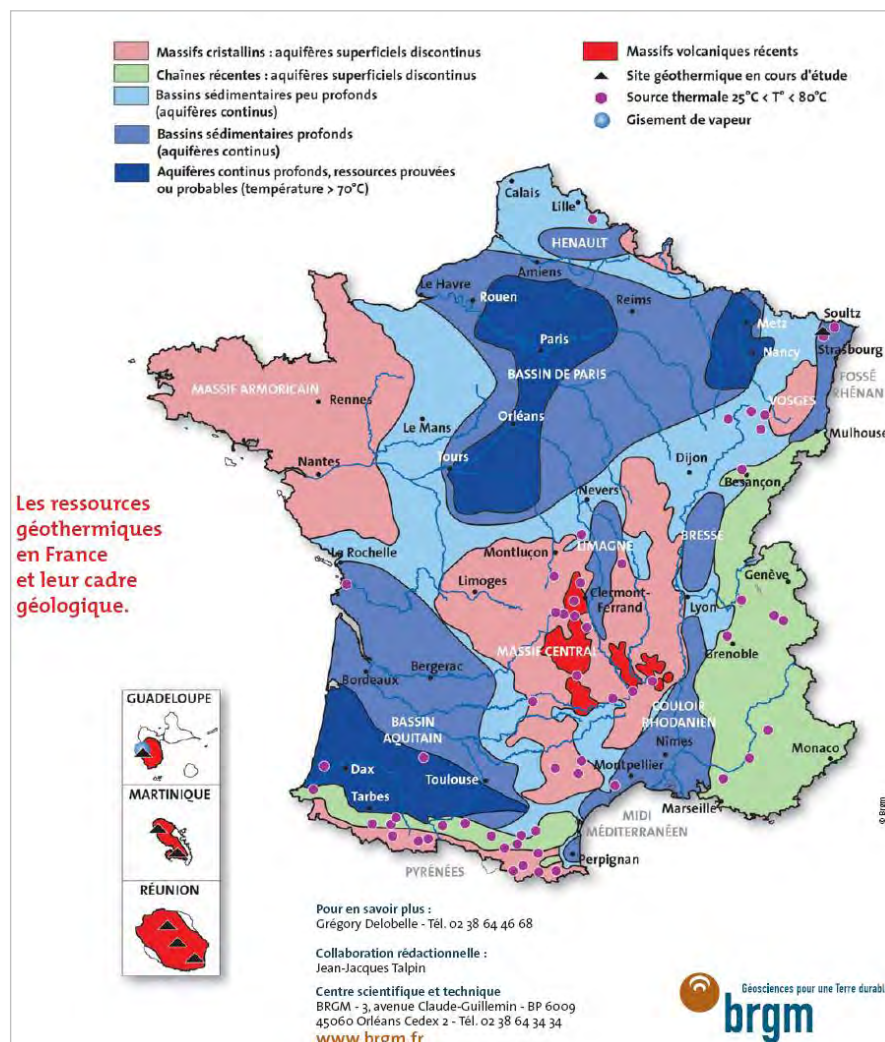 Massifs cristallins : aquifères superficiels discontinus
Chaînes récentes : aquifères superficiels discontinus
Bassins sédimentaires peu profonds
(aquifères continus)
Bassins sédimentaires profonds
(aquifères continus)
Aquifères continus profonds, ressources prouvées
ou probables (température > 70°C)
Massifs volcaniques récents
Site géothermique en cours d'étude
Source thermale 25°C < T° < 80°C
Gisement de vapeur
Calais
Lille
HENAULT
Amiens
Le Havre
Rouen
Reims
Soultz
Metz
Paris
Nancy
Strasbourg
BASSIN DE PARIS
FOSSÉ
RHÉNAN
MASSIF ARMORICAIN
Rennes
VOSGES
Orléans
Le Mans
Mulhouse
Tours
Dijon
Nantes
Besançon
Nevers
Les ressources
géothermiques
en France
et leur cadre
géologique.
LIMAGNE
BRESSE
La Rochelle
Montluçon
Genève
Limoges
Clermont-
Ferrand
Lyon
MASSIF CENTRAL
Grenoble
Bergerac
Bordeaux
COULOIR
RHODANIEN
BASSIN
AQUITAIN
Nîmes
Monaco
Dax
Toulouse
Montpellier
Tarbes
Marseille
MIDI
MÉDITERRANÉEN
PYRÉNÉES
Perpignan
GUADELOUPE
MARTINIQUE
RÉUNION
© Brgm
Pour en savoir plus :
Grégory Delobelle - Tél. 02 38 64 46 68
Collaboration rédactionnelle :
Jean-Jacques Talpin
Centre scientifique et technique
BRGM - 3, avenue Claude-Guillemin - BP 6009
45060 Orléans Cedex 2 - Tél. 02 38 64 34 34
www.brgm.fr
Géosciences pour une Terre durable
brgm